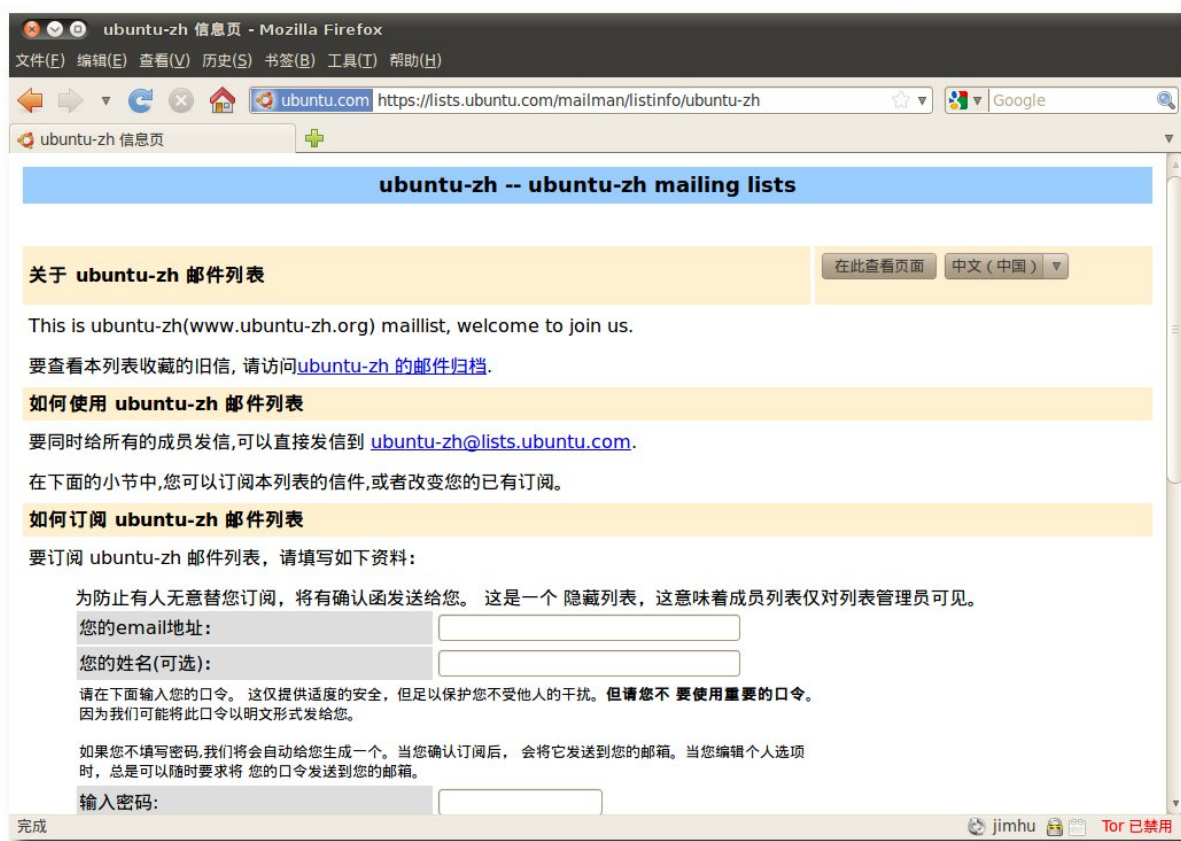 ubuntu-zh 信息页 - Mozilla Firefox
文件(F) 编辑(E) 查看(V) 历史(S) 书签(B) 工具(T) 帮助(H)
ubuntu.com https://lists.ubuntu.com/mailman/listinfo/ubuntu-zh Google
ubuntu-zh 信息页
ubuntu-zh -- ubuntu-zh mailing lists
关于 ubuntu-zh 邮件列表 在此查看页面 中文 ( 中国 )
This is ubuntu-zh(www.ubuntu-zh.org) maillist, welcome to join us.
要查看本列表收藏的旧信, 请访问ubuntu-zh 的邮件归档.
如何使用 ubuntu-zh 邮件列表
要同时给所有的成员发信,可以直接发信到 ubuntu-zh@lists.ubuntu.com.
在下面的小节中,您可以订阅本列表的信件,或者改变您的已有订阅。
如何订阅 ubuntu-zh 邮件列表
要订阅 ubuntu-zh 邮件列表，请填写如下资料：
为防止有人无意替您订阅，将有确认函发送给您。 这是一个 隐藏列表，这意味着成员列表仅对列表管理员可见。
您的email地址：
您的姓名(可选)：
请在下面输入您的口令。 这仅提供适度的安全，但足以保护您不受他人的干扰。但请您不 要使用重要的口令。
因为我们可能将此口令以明文形式发给您。
如果您不填写密码,我们将会自动给您生成一个。当您确认订阅后， 会将它发送到您的邮箱。当您编辑个人选项
时，总是可以随时要求将 您的口令发送到您的邮箱。
输入密码:
完成 jimhu Tor 已禁用